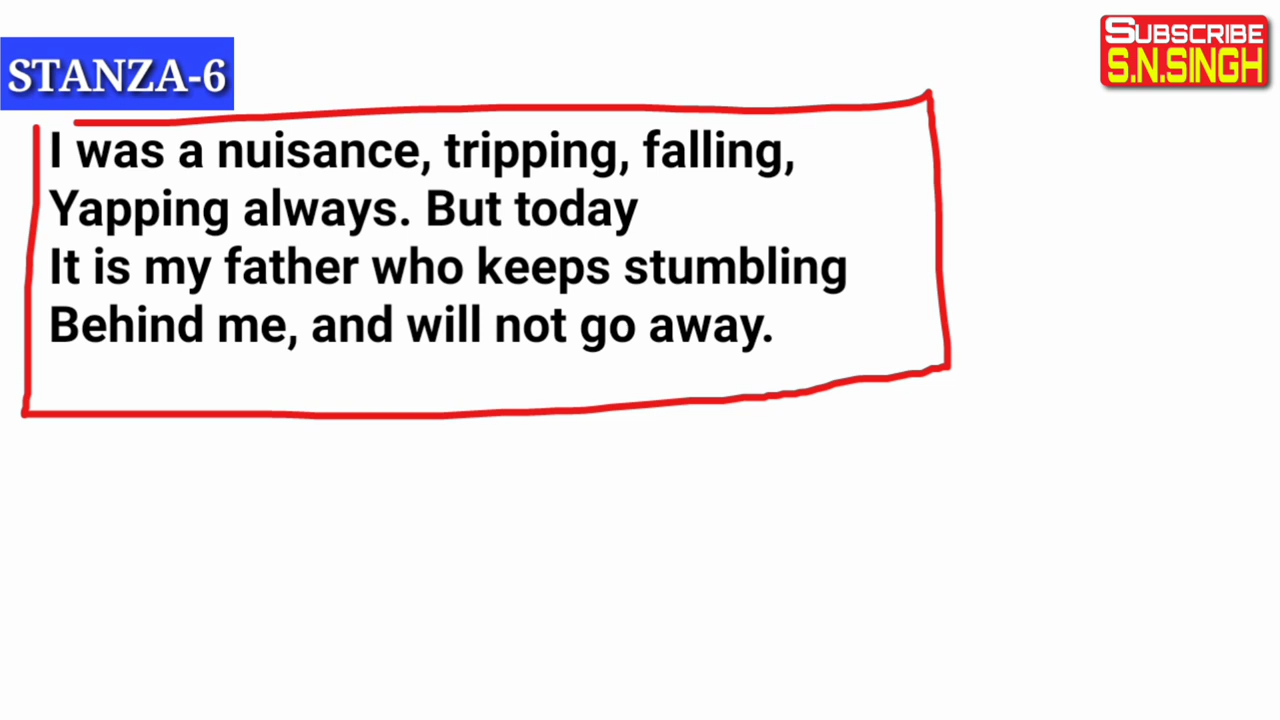 STANZA-6
SUBSCRIBE
S.N.SINGH
I was a nuisance, tripping, falling,
Yapping always. But today
It is my father who keeps stumbling
Behind me, and will not go away.